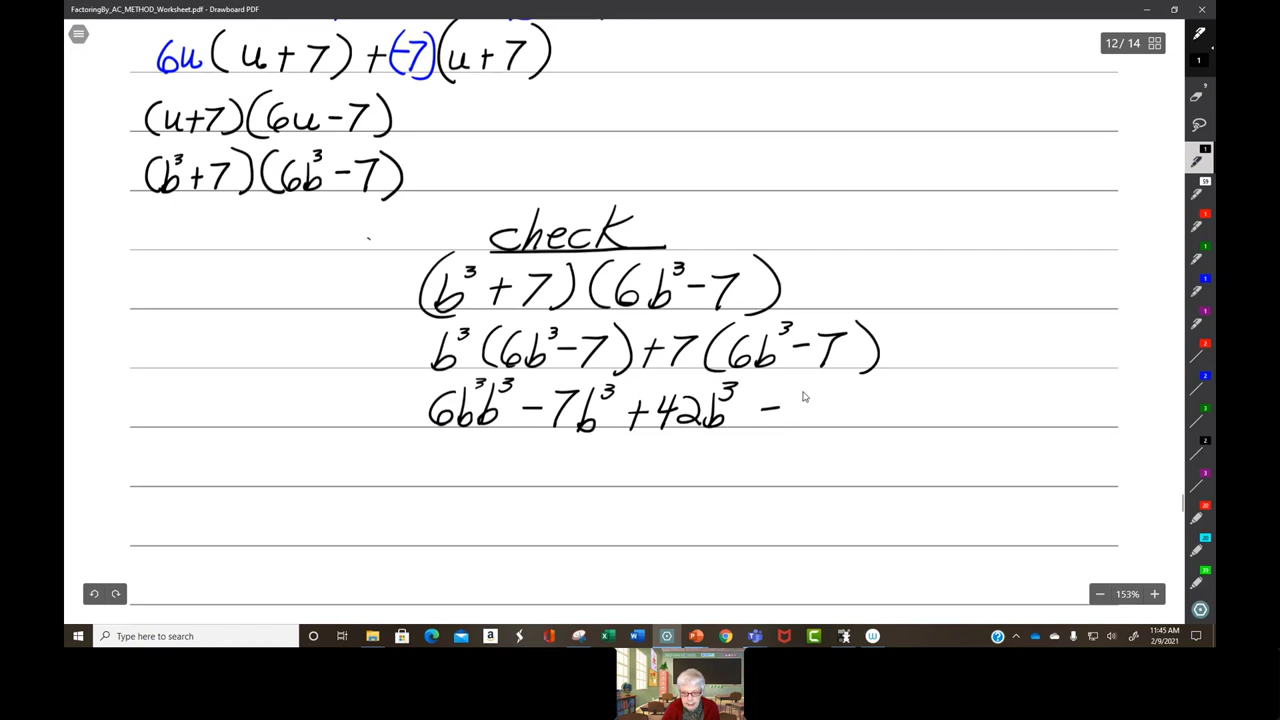 FactoringBy_AC_METHOD_Worksheet.pdf - Drawboard PDF
12/14
6u(u+7)+(-7)(u+7)
(u+7)(6u-7)
(b³+7)(6b³-7)
check
(b³+7)(6b³-7)
b³(6b³-7)+7(6b³-7)
6b³b³-7b³+42b³-
153%
Type here to search
11:45 AM
2/9/2021